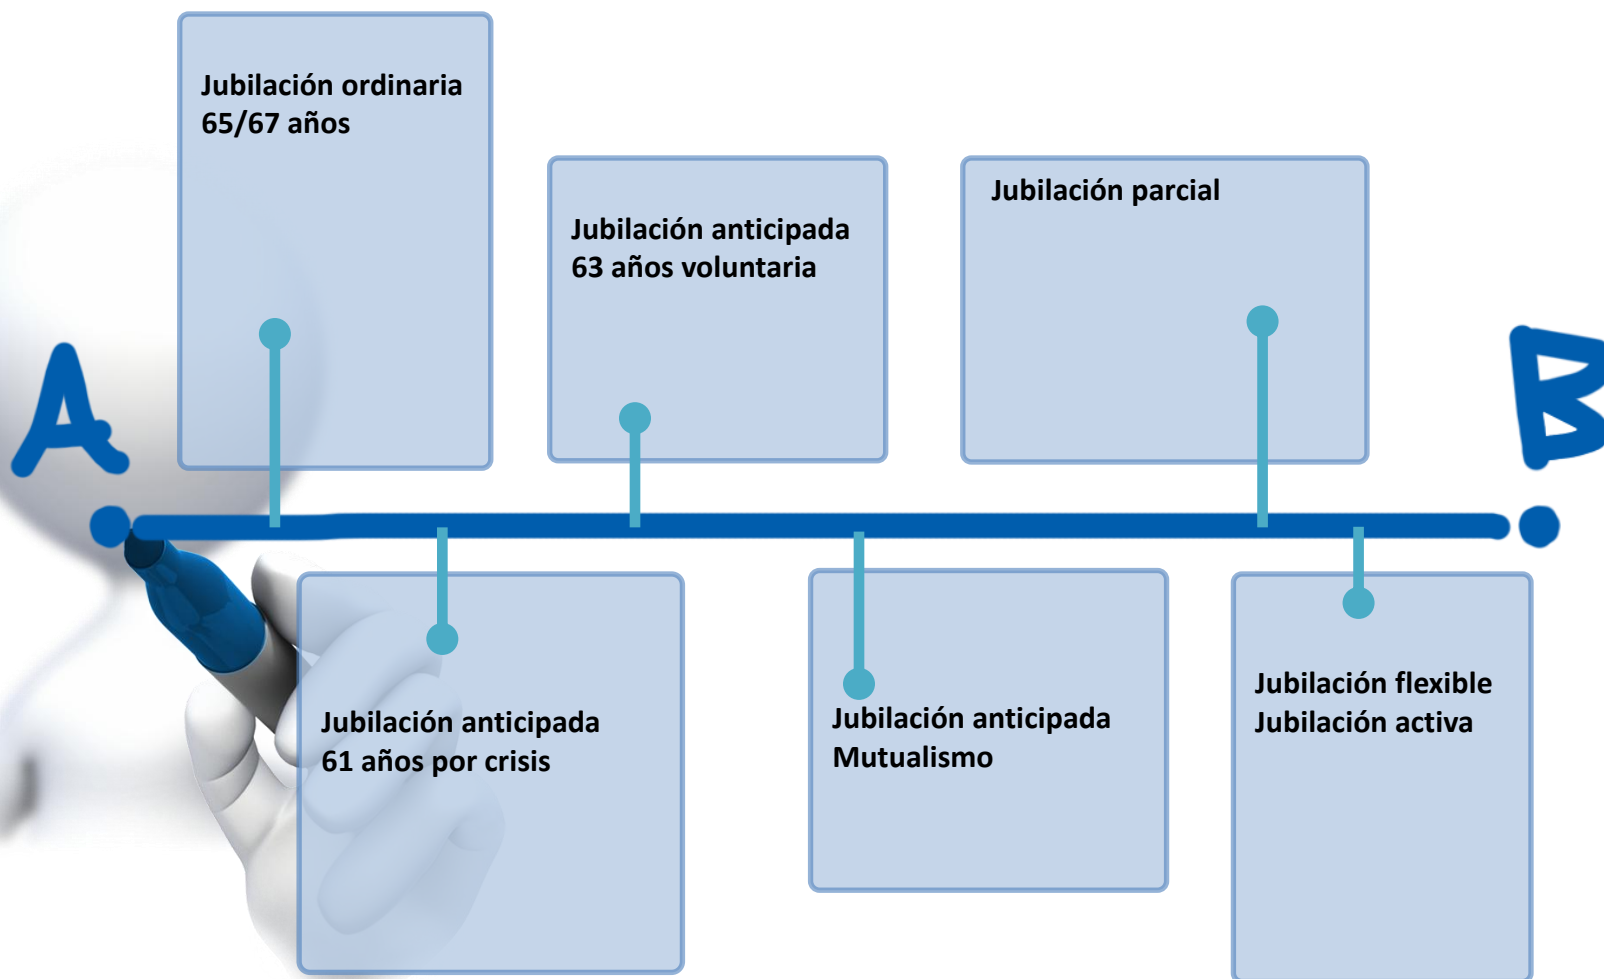 Jubilación ordinaria
65/67 años
Jubilación anticipada
63 años voluntaria
Jubilación parcial
A
B
Jubilación anticipada
61 años por crisis
Jubilación anticipada
Mutualismo
Jubilación flexible
Jubilación activa